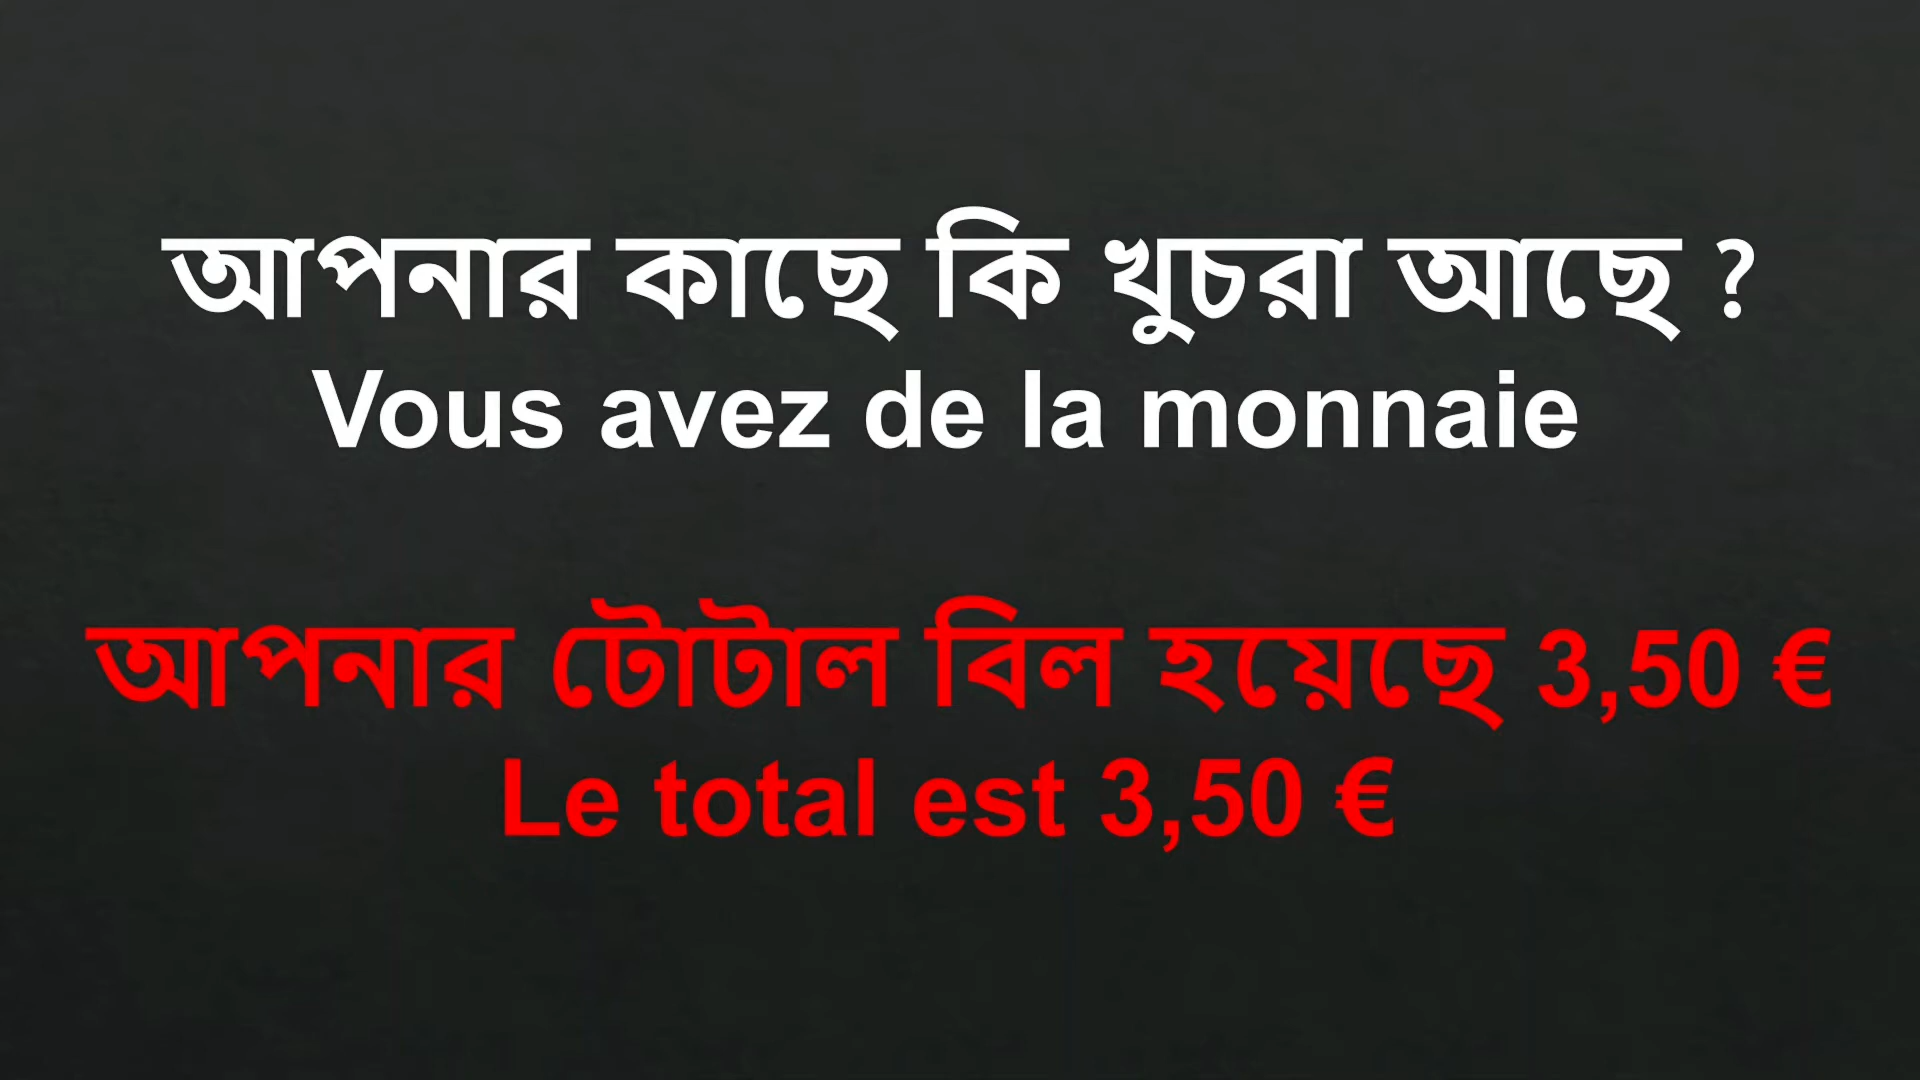 আপনার কাছে কি খুচরা আছে ?
Vous avez de la monnaie
আপনার টোটাল বিল হয়েছে 3,50 €
Le total est 3,50 €